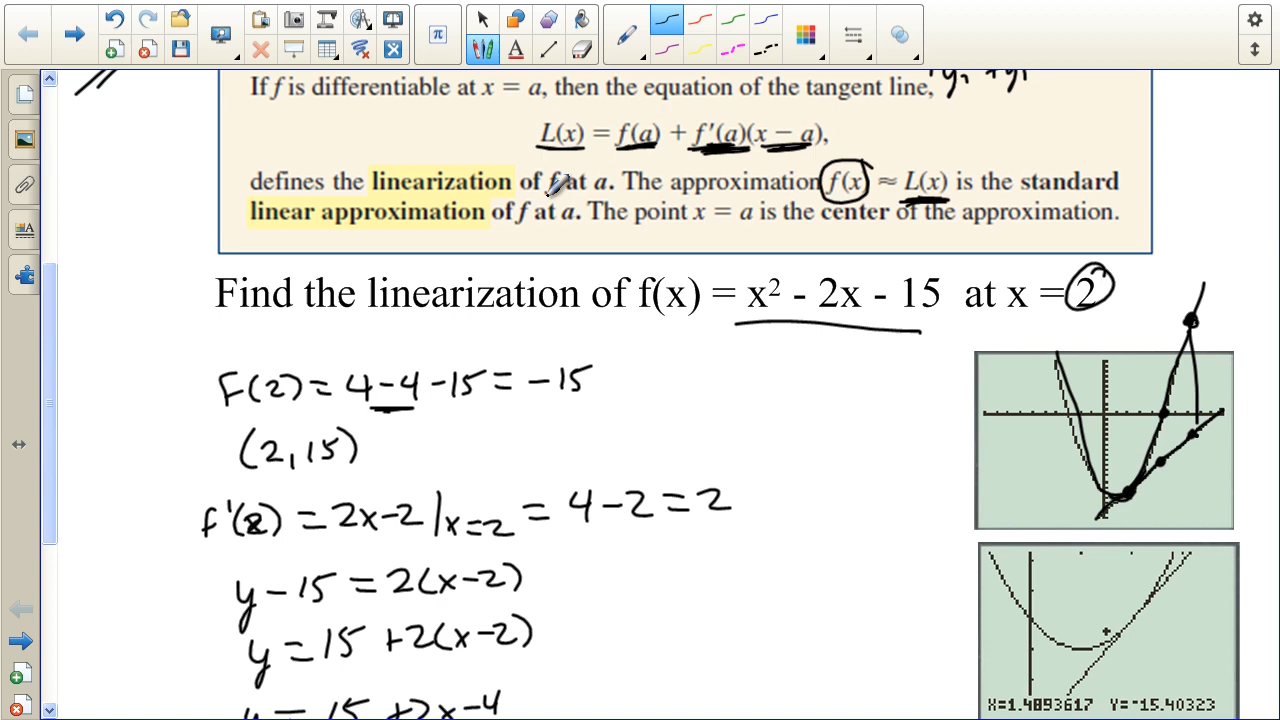 If f is differentiable at x = a, then the equation of the tangent line,
L(x) = f(a) + f'(a)(x − a),
defines the linearization of f at a. The approximation f(x) ≈ L(x) is the standard
linear approximation of f at a. The point x = a is the center of the approximation.
Find the linearization of f(x) = x² - 2x - 15 at x = 2
F(2) = 4-4-15 = -15
(2,15)
f'(2) = 2x-2 |x=2 = 4-2 = 2
y-15 = 2(x-2)
y = 15 +2(x-2)
y = 15 +2x-4
X=1.4893617 Y=-15.40323